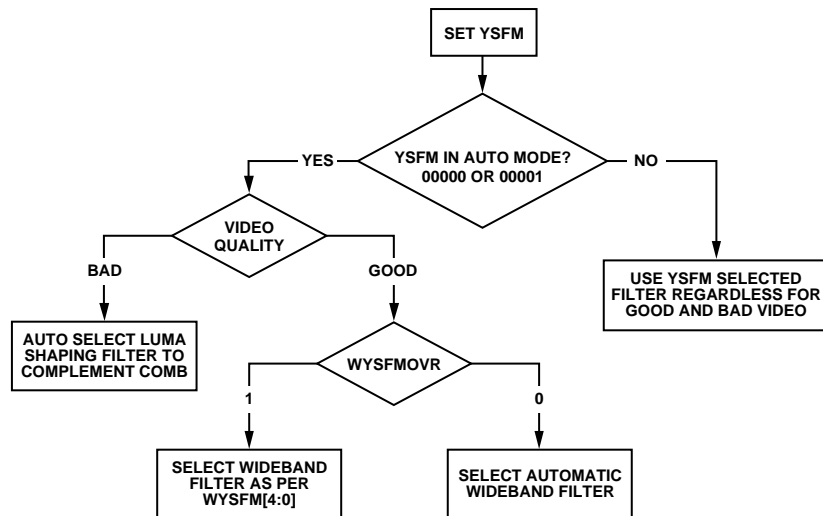 SET YSFM
YSFM IN AUTO MODE?
00000 OR 00001
YES
NO
VIDEO
QUALITY
BAD
GOOD
USE YSFM SELECTED
FILTER REGARDLESS FOR
GOOD AND BAD VIDEO
AUTO SELECT LUMA
SHAPING FILTER TO
COMPLEMENT COMB
WYSFMOVR
1
0
SELECT WIDEBAND
FILTER AS PER
WYSFM[4:0]
SELECT AUTOMATIC
WIDEBAND FILTER